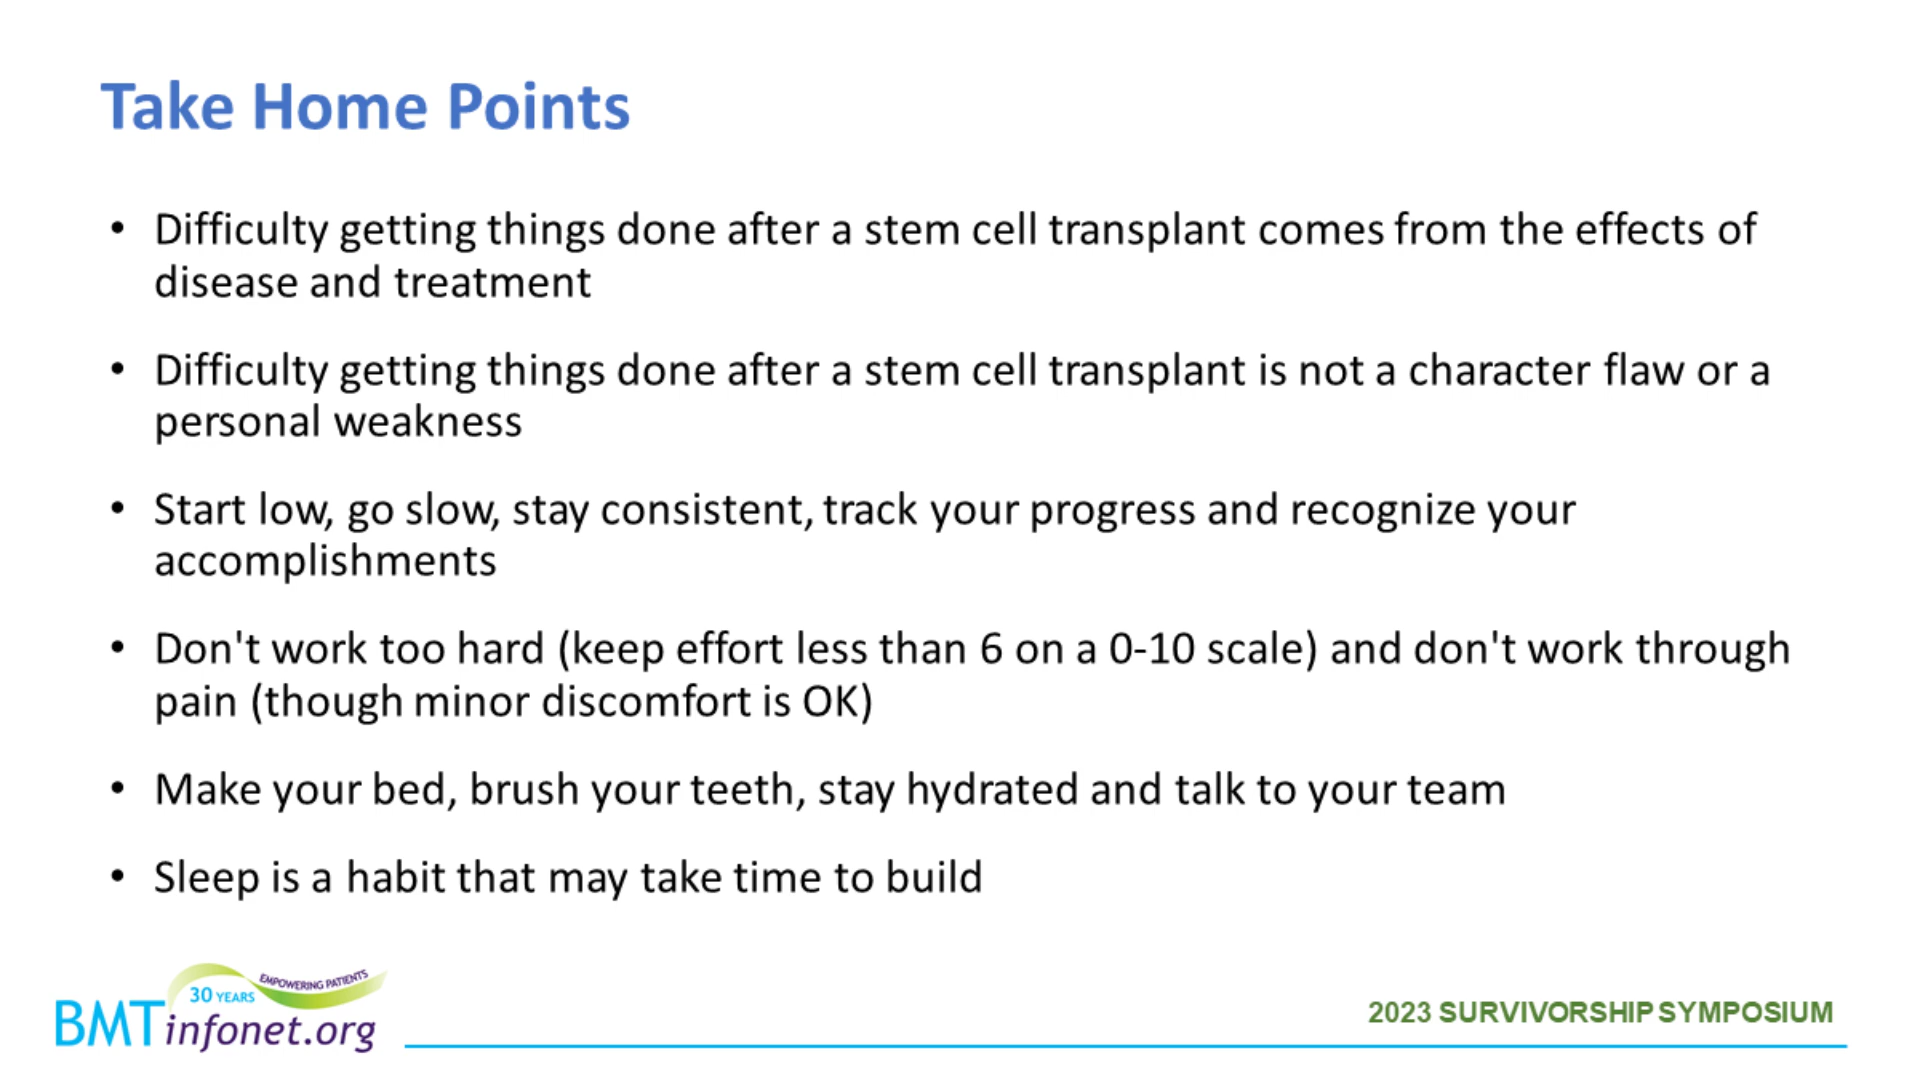 Take Home Points
• Difficulty getting things done after a stem cell transplant comes from the effects of
disease and treatment
• Difficulty getting things done after a stem cell transplant is not a character flaw or a
personal weakness
• Start low, go slow, stay consistent, track your progress and recognize your
accomplishments
• Don't work too hard (keep effort less than 6 on a 0-10 scale) and don't work through
pain (though minor discomfort is OK)
• Make your bed, brush your teeth, stay hydrated and talk to your team
• Sleep is a habit that may take time to build
30 YEARS EMPOWERING PATIENTS
BMTinfonet.org
2023 SURVIVORSHIP SYMPOSIUM